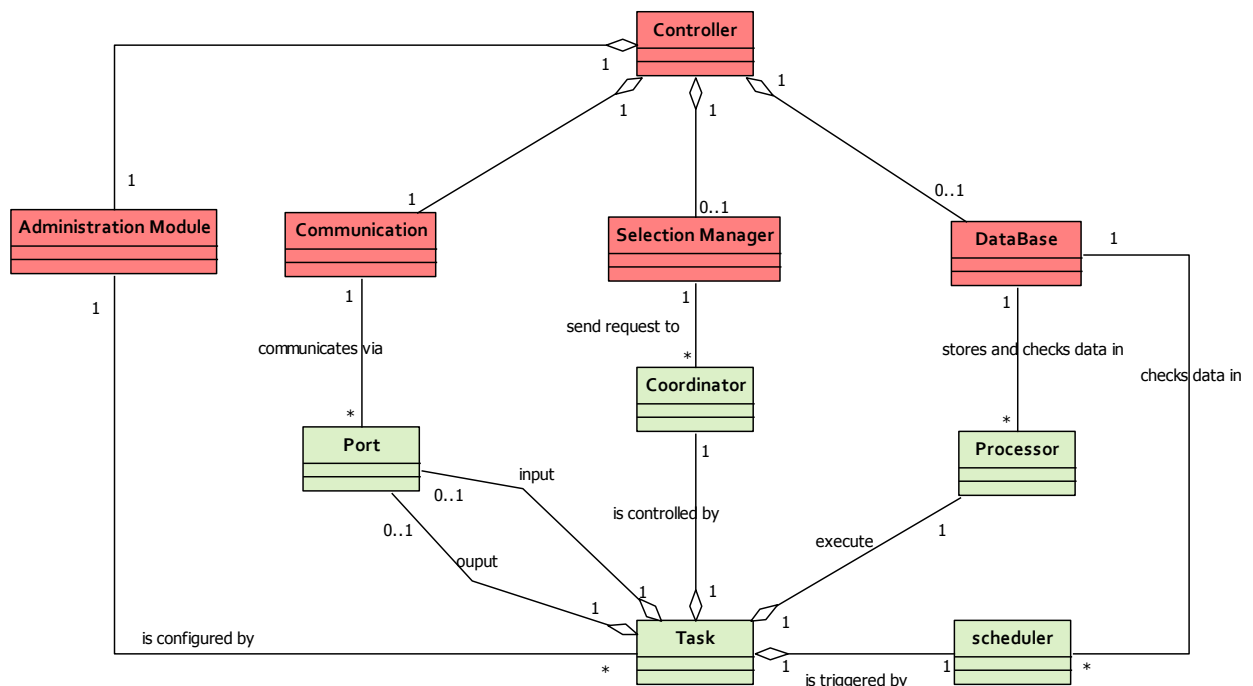 Controller
1
1
1
1
1
1
0..1
0..1
Administration Module
Communication
Selection Manager
DataBase
1
1
1
1
1
send request to
communicates via
stores and checks data in
checks data in
*
Coordinator
*
*
Port
Processor
1
input
0..1
0..1
is controlled by
1
execute
ouput
1
1
1
1
is configured by
Task
scheduler
*
1
1
*
is triggered by